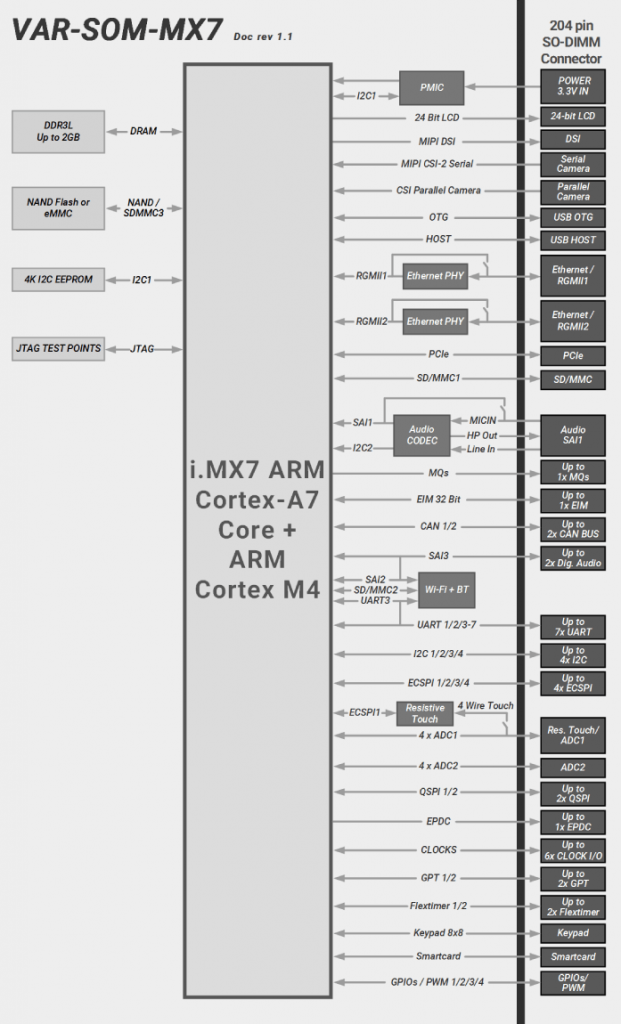 VAR-SOM-MX7 Doc rev 1.1
204 pin
SO-DIMM
Connector
DDR3L
Up to 2GB
DRAM
NAND Flash or
eMMC
NAND /
SDMMC3
4K I2C EEPROM
I2C1
JTAG TEST POINTS
JTAG
i.MX7 ARM
Cortex-A7
Core +
ARM
Cortex M4
I2C1
PMIC
POWER
3.3V IN
24 Bit LCD
24-bit LCD
MIPI DSI
DSI
MIPI CSI-2 Serial
Serial
Camera
CSI Parallel Camera
Parallel
Camera
OTG
USB OTG
HOST
USB HOST
RGMII1
Ethernet PHY
Ethernet /
RGMII1
RGMII2
Ethernet PHY
Ethernet /
RGMII2
PCIe
PCIe
SD/MMC1
SD/MMC
SAI1
I2C2
Audio
CODEC
MICIN
HP Out
Line In
Audio
SAI1
MQs
Up to
1x MQs
EIM 32 Bit
Up to
1x EIM
CAN 1/2
Up to
2x CAN BUS
SAI3
Up to
2x Dig. Audio
SAI2
SD/MMC2
UART3
Wi-Fi + BT
UART 1/2/3-7
Up to
7x UART
I2C 1/2/3/4
Up to
4x I2C
ECSPI 1/2/3/4
Up to
4x ECSPI
ECSPI1
Resistive
Touch
4 Wire Touch
4 x ADC1
Res. Touch/
ADC1
4 x ADC2
ADC2
QSPI 1/2
Up to
2x QSPI
EPDC
Up to
1x EPDC
CLOCKS
Up to
6x CLOCK I/O
GPT 1/2
Up to
2x GPT
Flextimer 1/2
Up to
2x Flextimer
Keypad 8x8
Keypad
Smartcard
Smartcard
GPIOs / PWM 1/2/3/4
GPIOs/
PWM